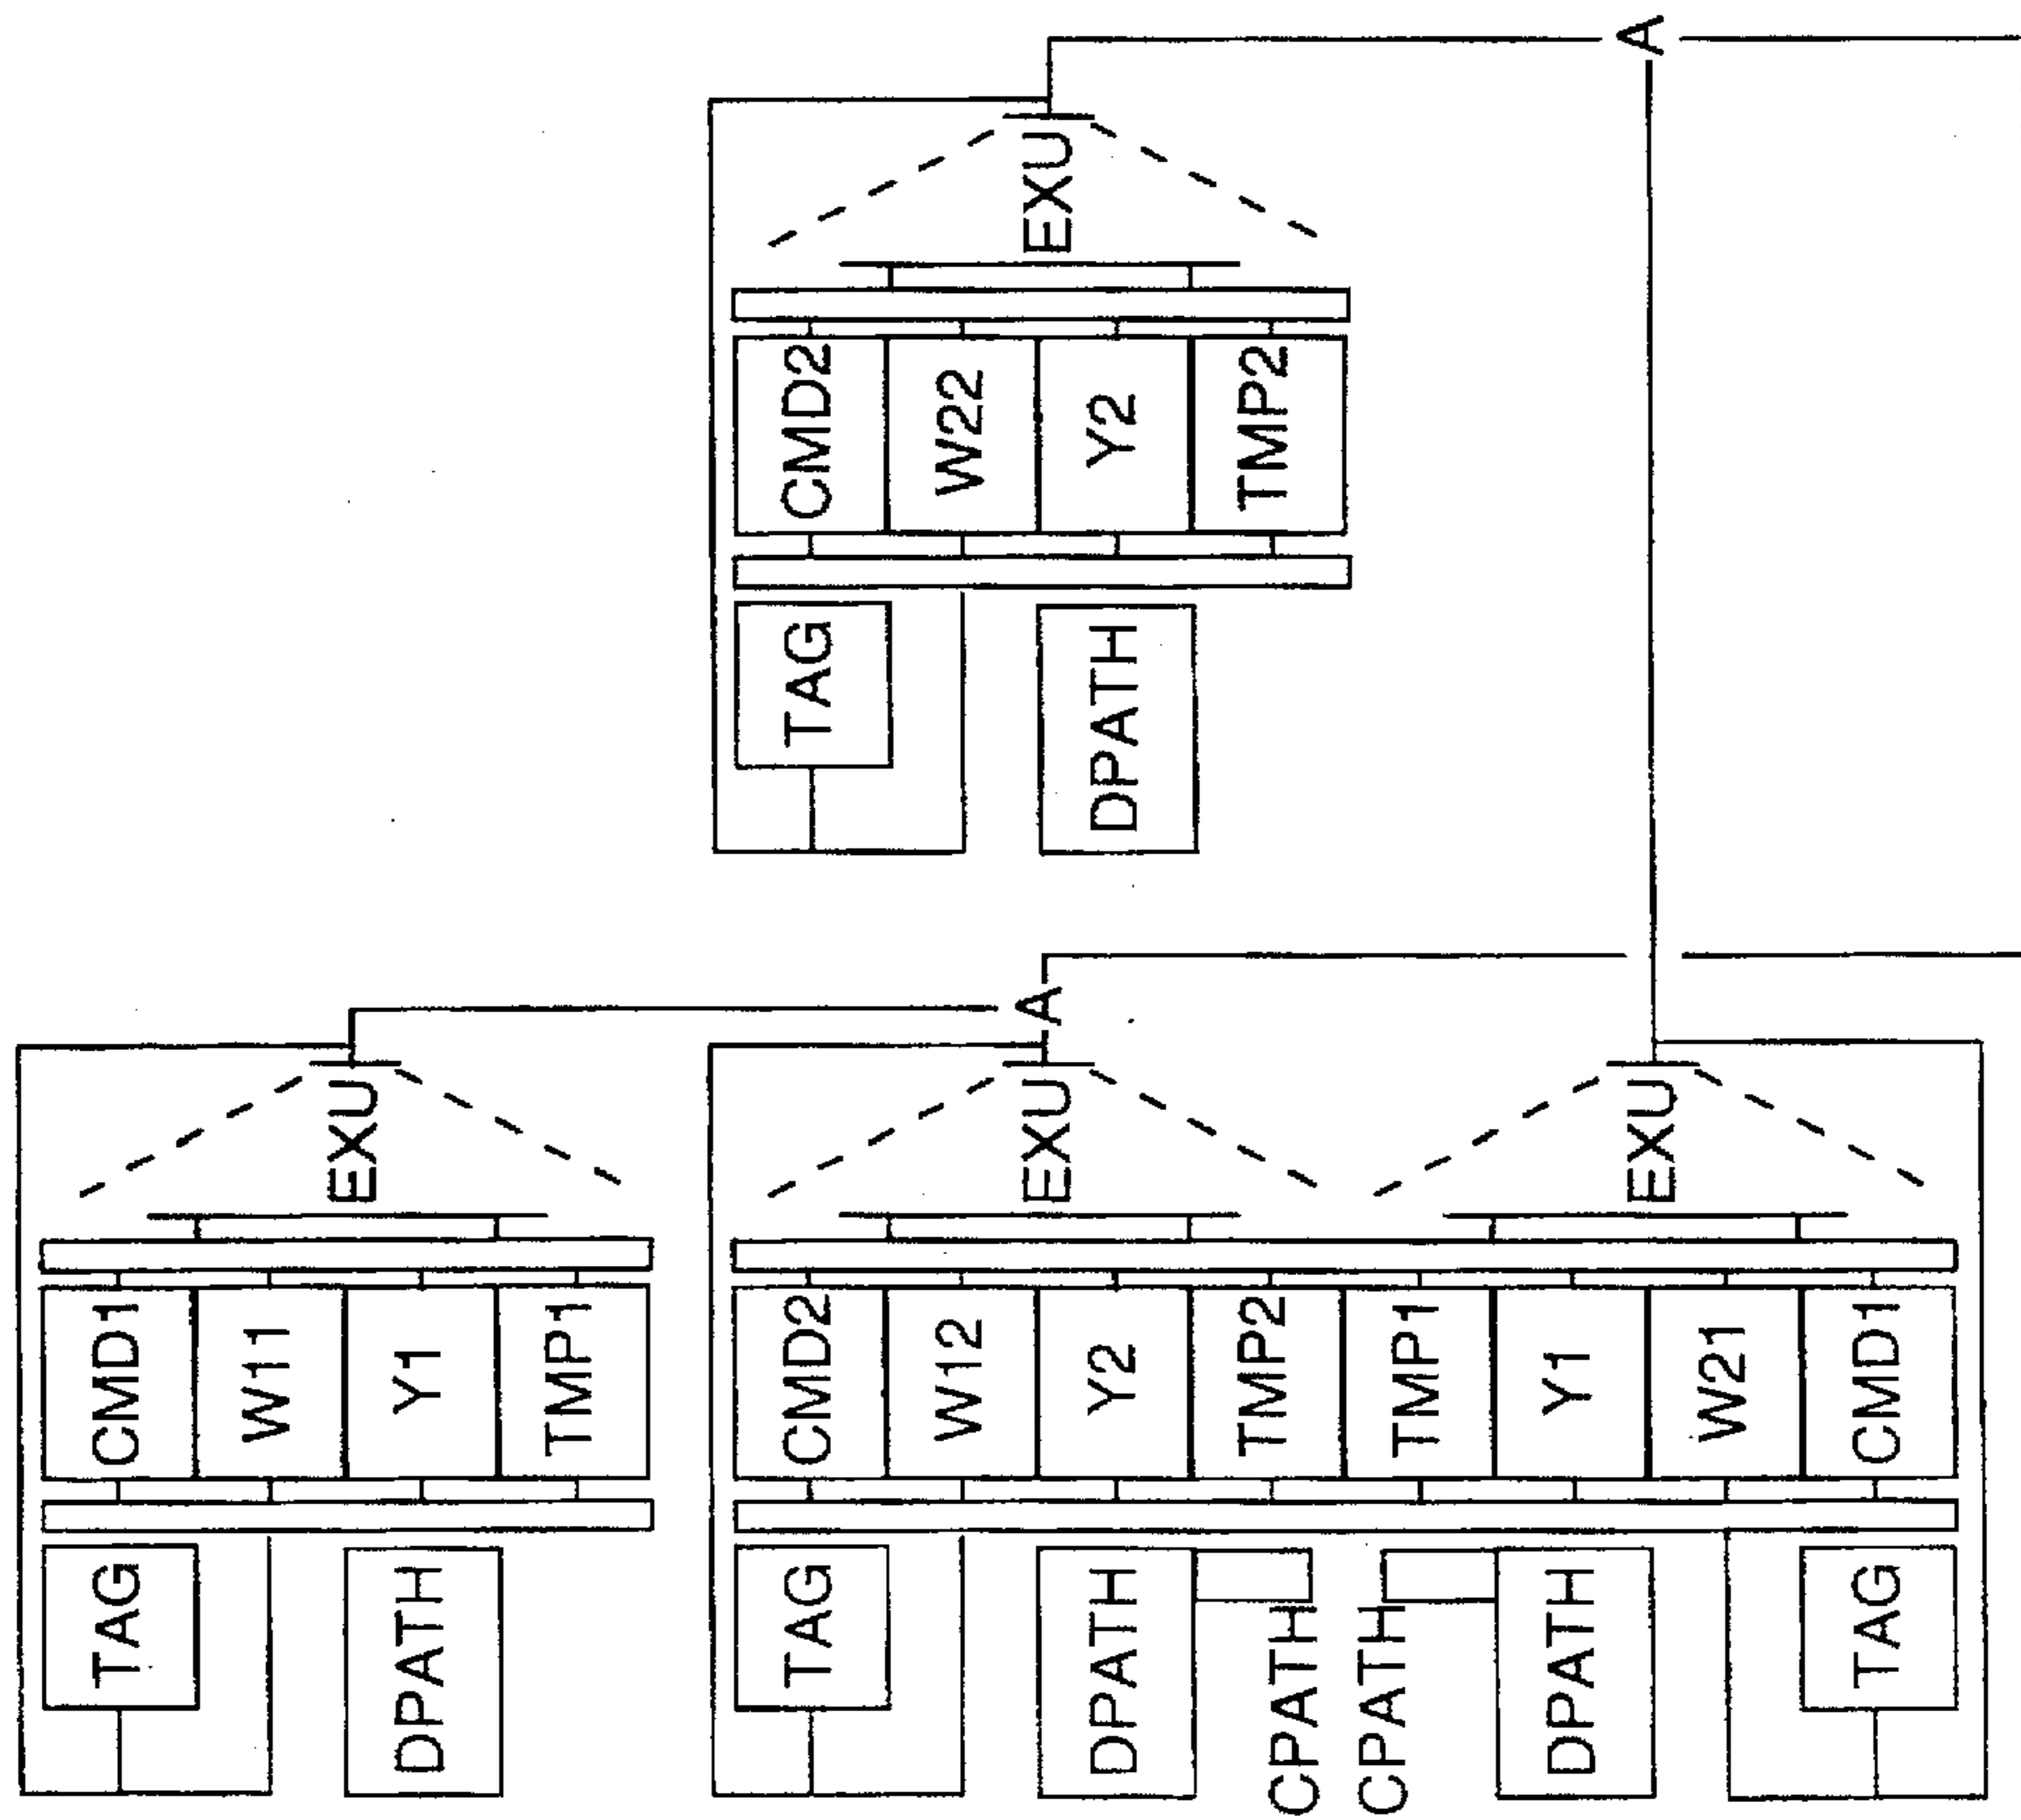 A
EXU
CMD2
W22
Y2
TMP2
TAG
DPATH
A
EXU
EXU
EXU
CMD1
W11
Y1
TMP1
CMD2
W12
Y2
TMP2
TMP1
Y1
W21
CMD1
TAG
DPATH
TAG
DPATH
CPATH
CPATH
DPATH
TAG